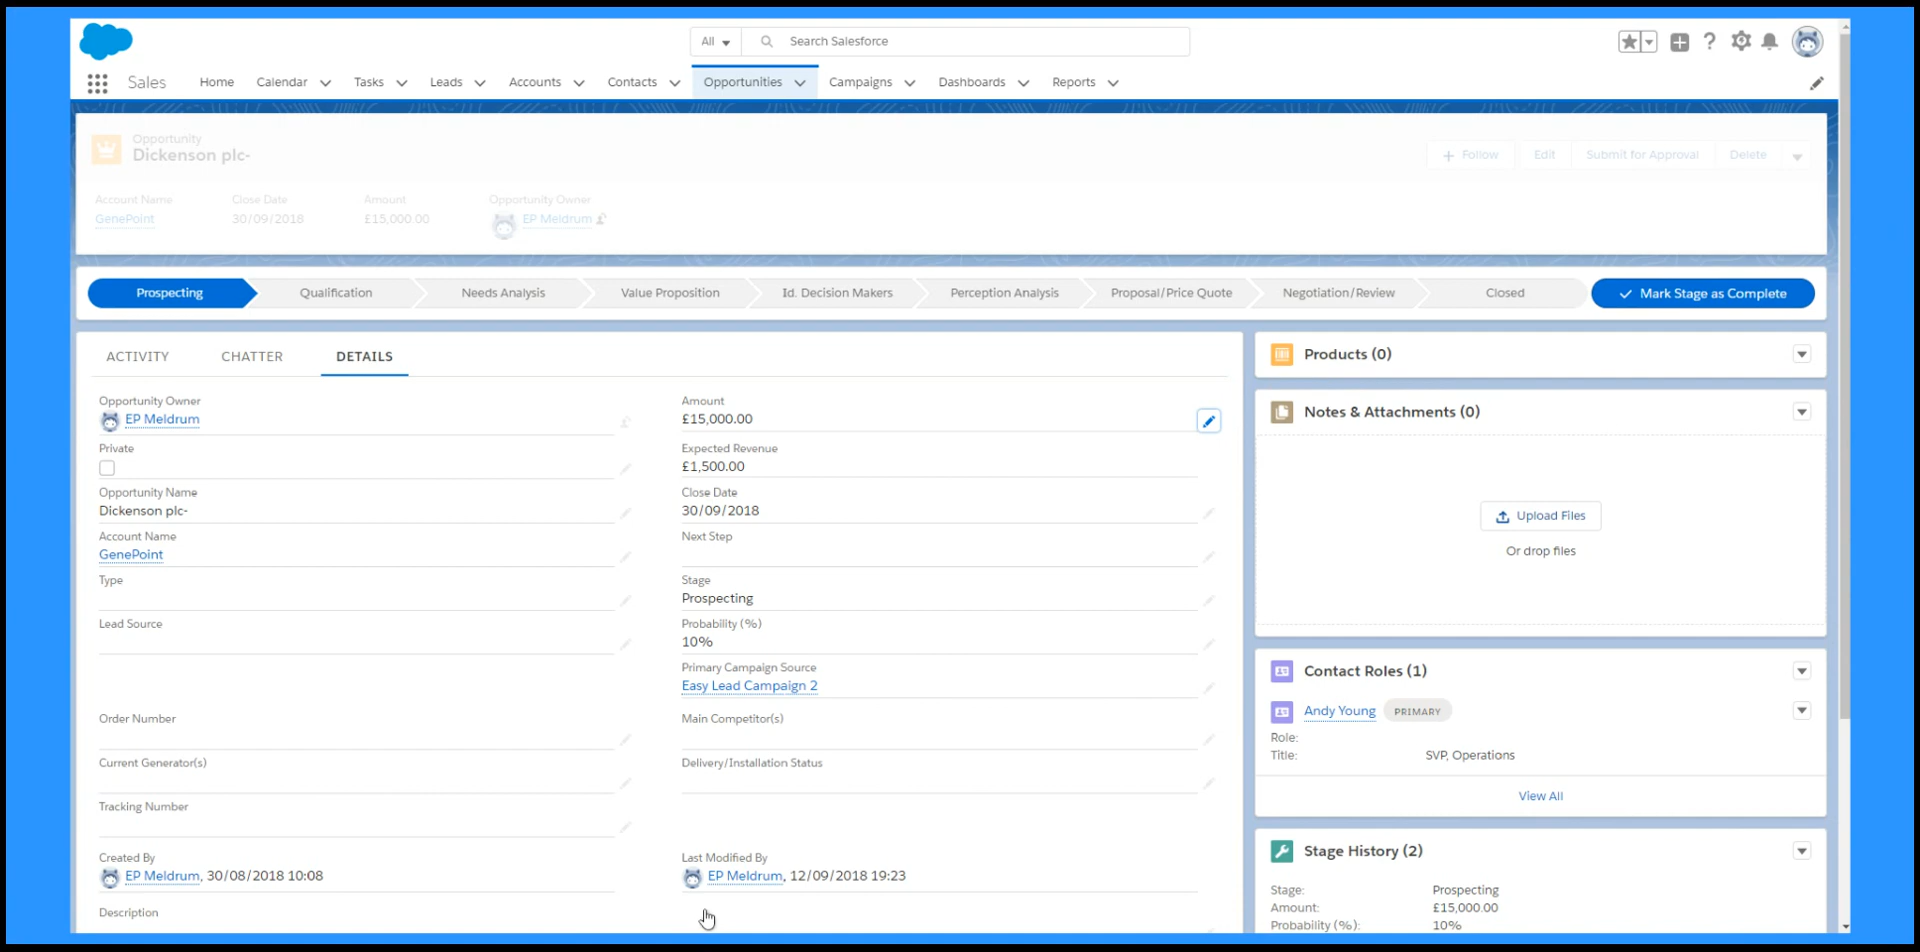 All
Search Salesforce
Sales
Home
Calendar
Tasks
Leads
Accounts
Contacts
Opportunities
Campaigns
Dashboards
Reports
Opportunity
Dickenson plc-
Follow
Edit
Submit for Approval
Delete
Account Name
Close Date
Amount
Opportunity Owner
GenePoint
30/09/2018
£15,000.00
EP Meldrum
Prospecting
Qualification
Needs Analysis
Value Proposition
Id. Decision Makers
Perception Analysis
Proposal/Price Quote
Negotiation/Review
Closed
Mark Stage as Complete
ACTIVITY
CHATTER
DETAILS
Opportunity Owner
EP Meldrum
Amount
£15,000.00
Private
Expected Revenue
£1,500.00
Opportunity Name
Dickenson plc-
Close Date
30/09/2018
Account Name
GenePoint
Next Step
Type
Stage
Prospecting
Lead Source
Probability (%)
10%
Primary Campaign Source
Easy Lead Campaign 2
Order Number
Main Competitor(s)
Current Generator(s)
Delivery/Installation Status
Tracking Number
Created By
EP Meldrum, 30/08/2018 10:08
Last Modified By
EP Meldrum, 12/09/2018 19:23
Description
Products (0)
Notes & Attachments (0)
Upload Files
Or drop files
Contact Roles (1)
Andy Young PRIMARY
Role:
Title: SVP, Operations
View All
Stage History (2)
Stage: Prospecting
Amount: £15,000.00
Probability (%): 10%